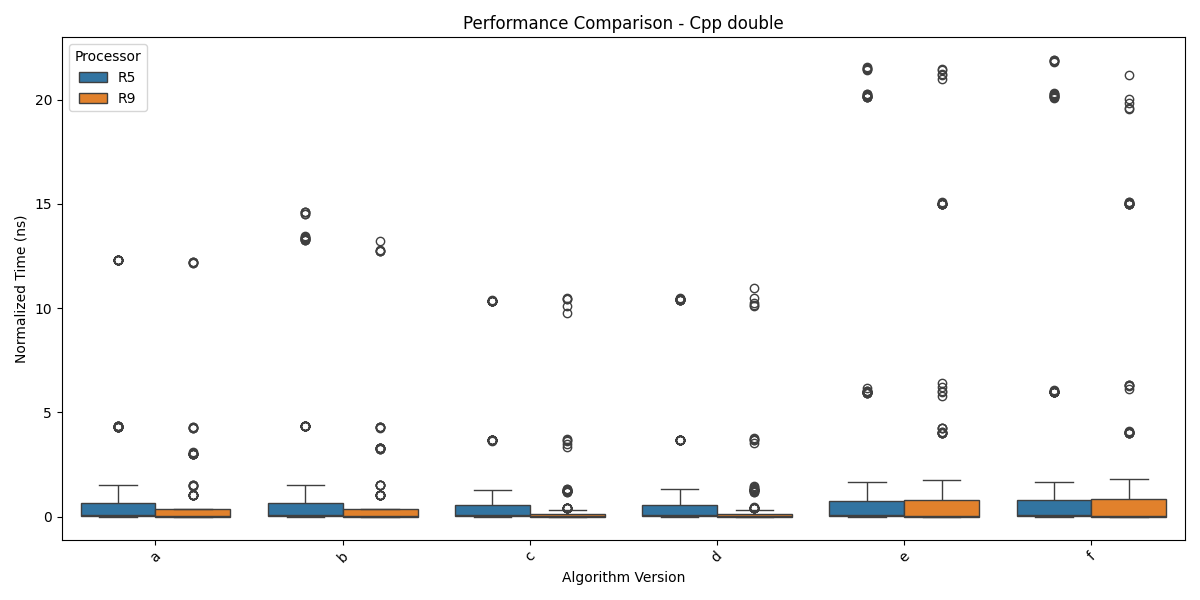 Performance Comparison - Cpp double
Processor
R5
R9
Normalized Time (ns)
20
15
10
5
0
a
b
c
d
e
f
Algorithm Version